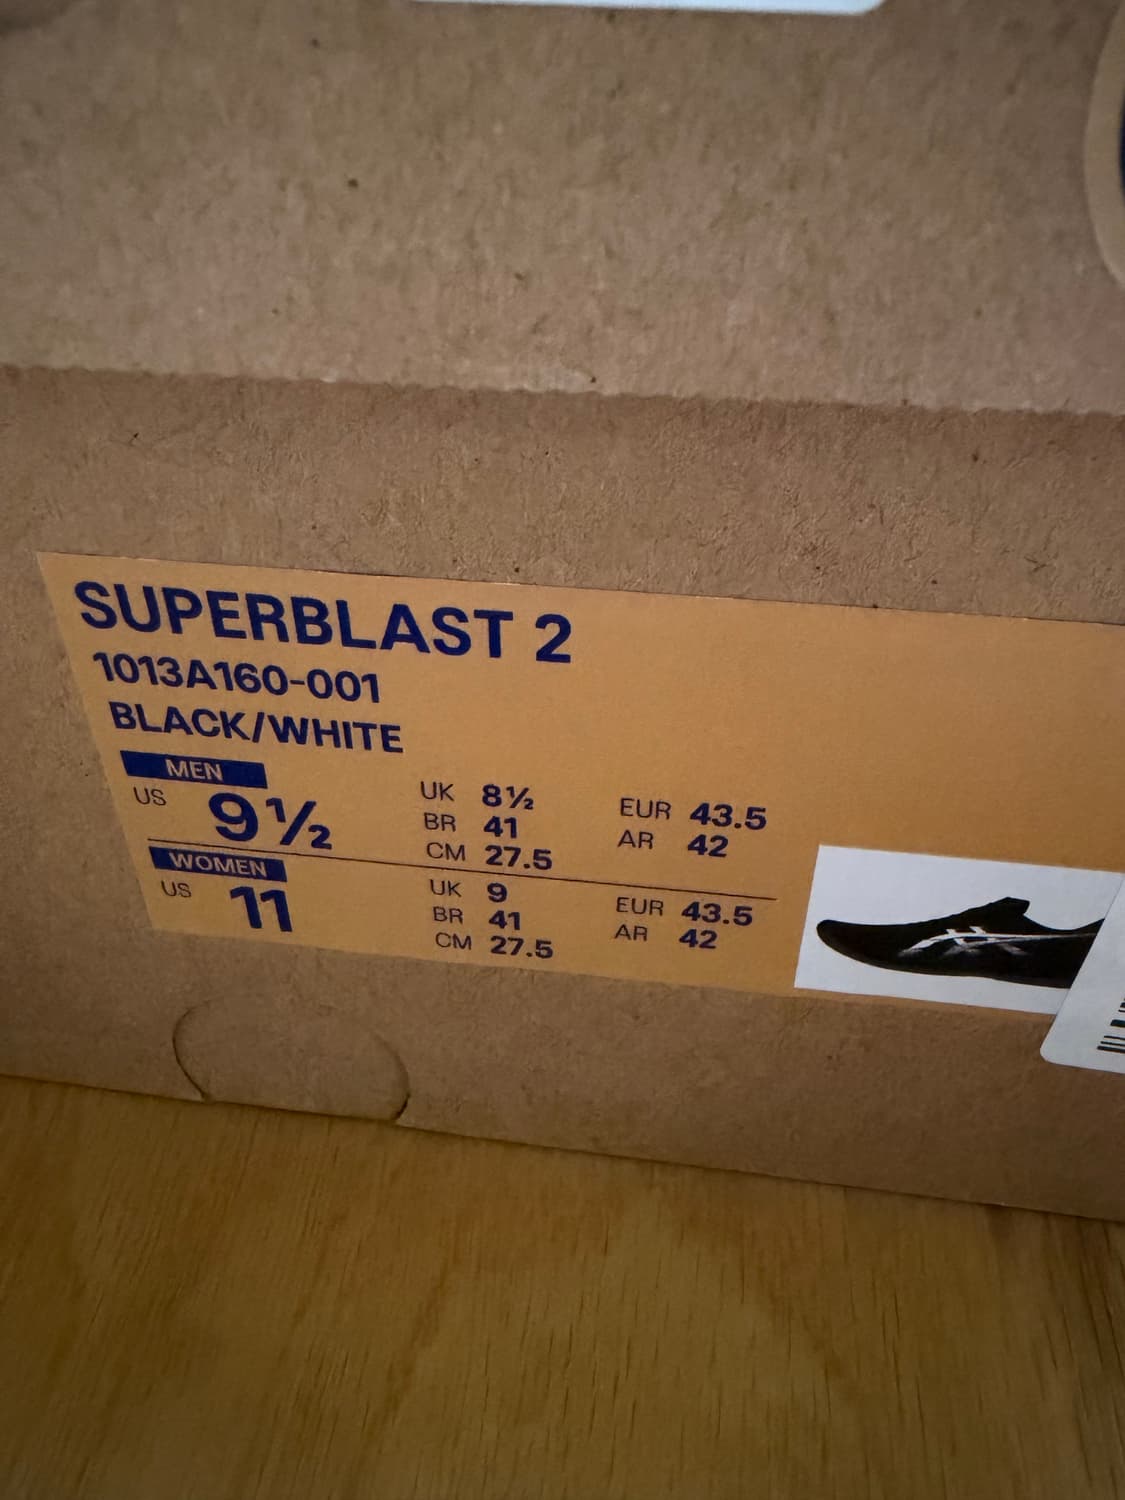 SUPERBLAST 2
1013A160-001
BLACK/WHITE
MEN
US 9½ UK 8½ EUR 43.5
BR 41 AR 42
CM 27.5
WOMEN
US 11 UK 9 EUR 43.5
BR 41 AR 42
CM 27.5